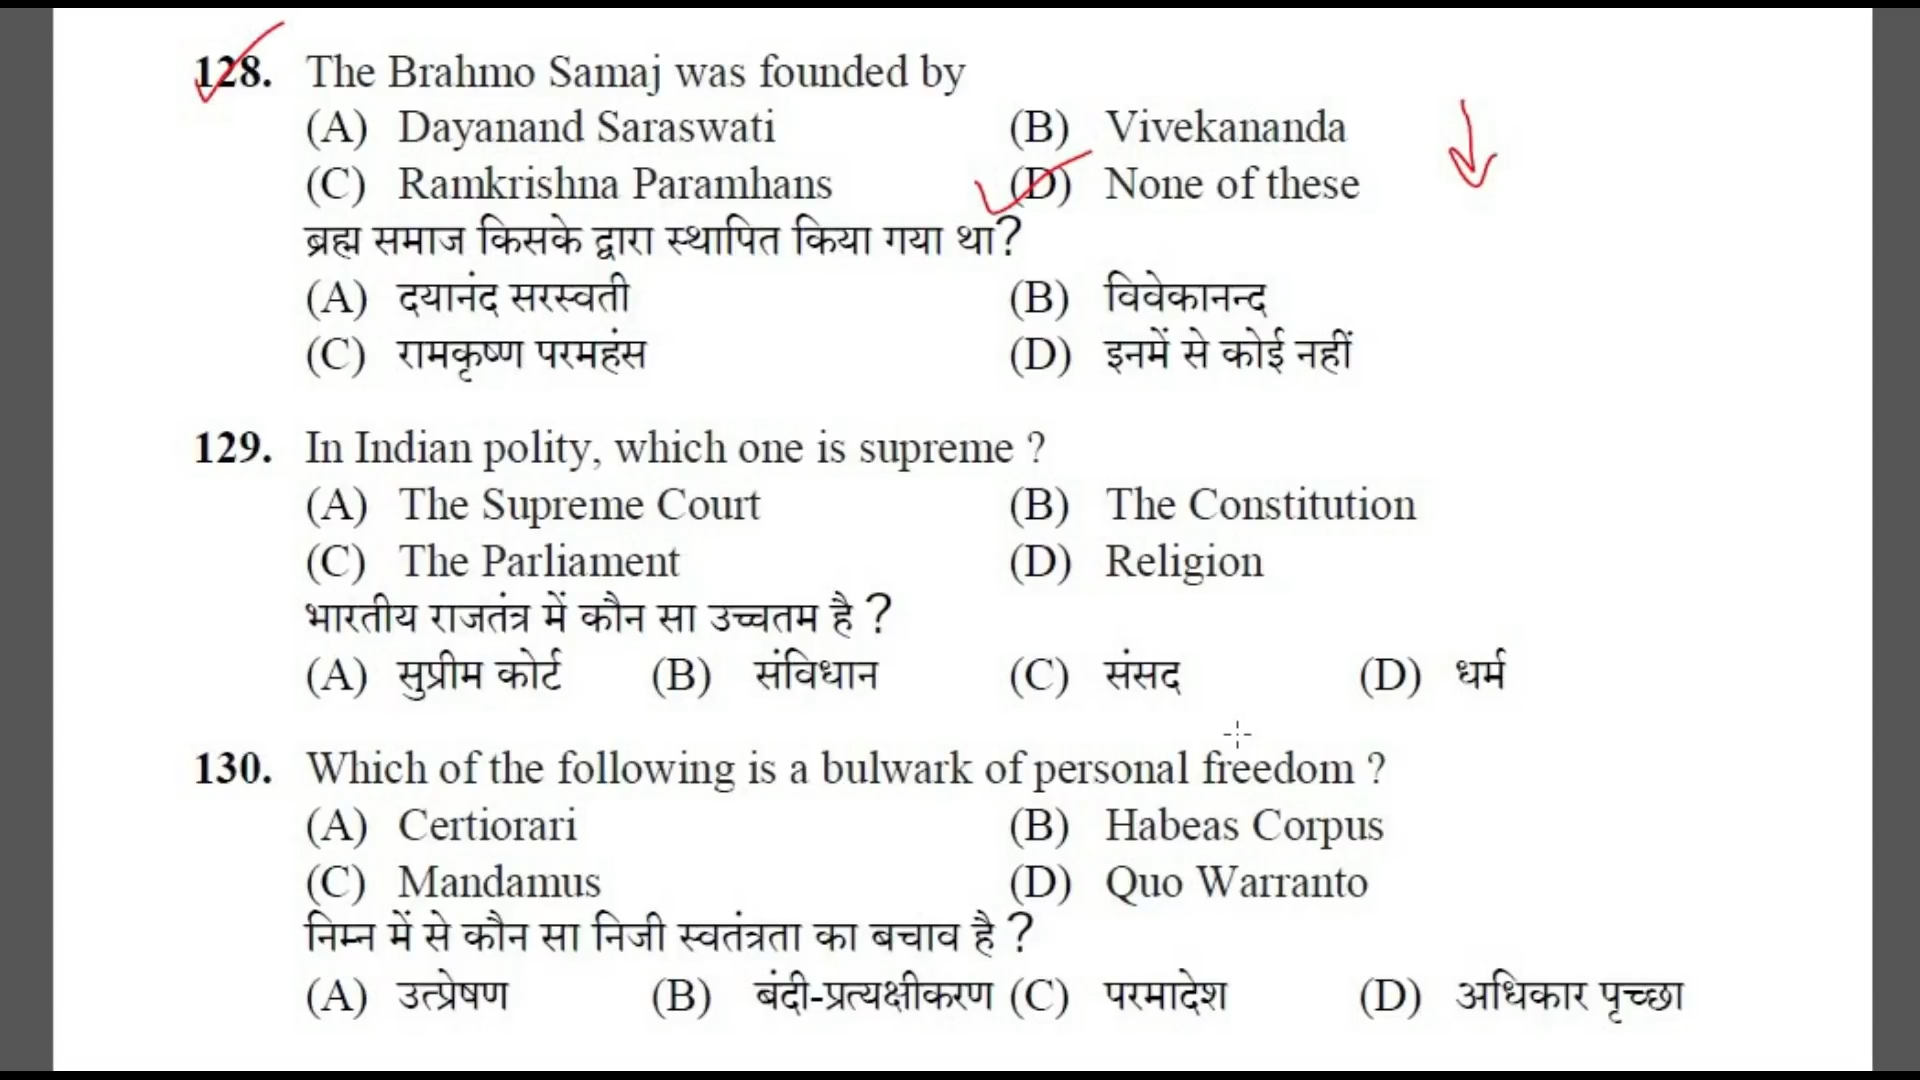 128. The Brahmo Samaj was founded by
(A) Dayanand Saraswati (B) Vivekananda
(C) Ramkrishna Paramhans (D) None of these
ब्रह्म समाज किसके द्वारा स्थापित किया गया था?
(A) दयानंद सरस्वती (B) विवेकानन्द
(C) रामकृष्ण परमहंस (D) इनमें से कोई नहीं
129. In Indian polity, which one is supreme ?
(A) The Supreme Court (B) The Constitution
(C) The Parliament (D) Religion
भारतीय राजतंत्र में कौन सा उच्चतम है ?
(A) सुप्रीम कोर्ट (B) संविधान (C) संसद (D) धर्म
130. Which of the following is a bulwark of personal freedom ?
(A) Certiorari (B) Habeas Corpus
(C) Mandamus (D) Quo Warranto
निम्न में से कौन सा निजी स्वतंत्रता का बचाव है ?
(A) उत्प्रेषण (B) बंदी-प्रत्यक्षीकरण (C) परमादेश (D) अधिकार पृच्छा